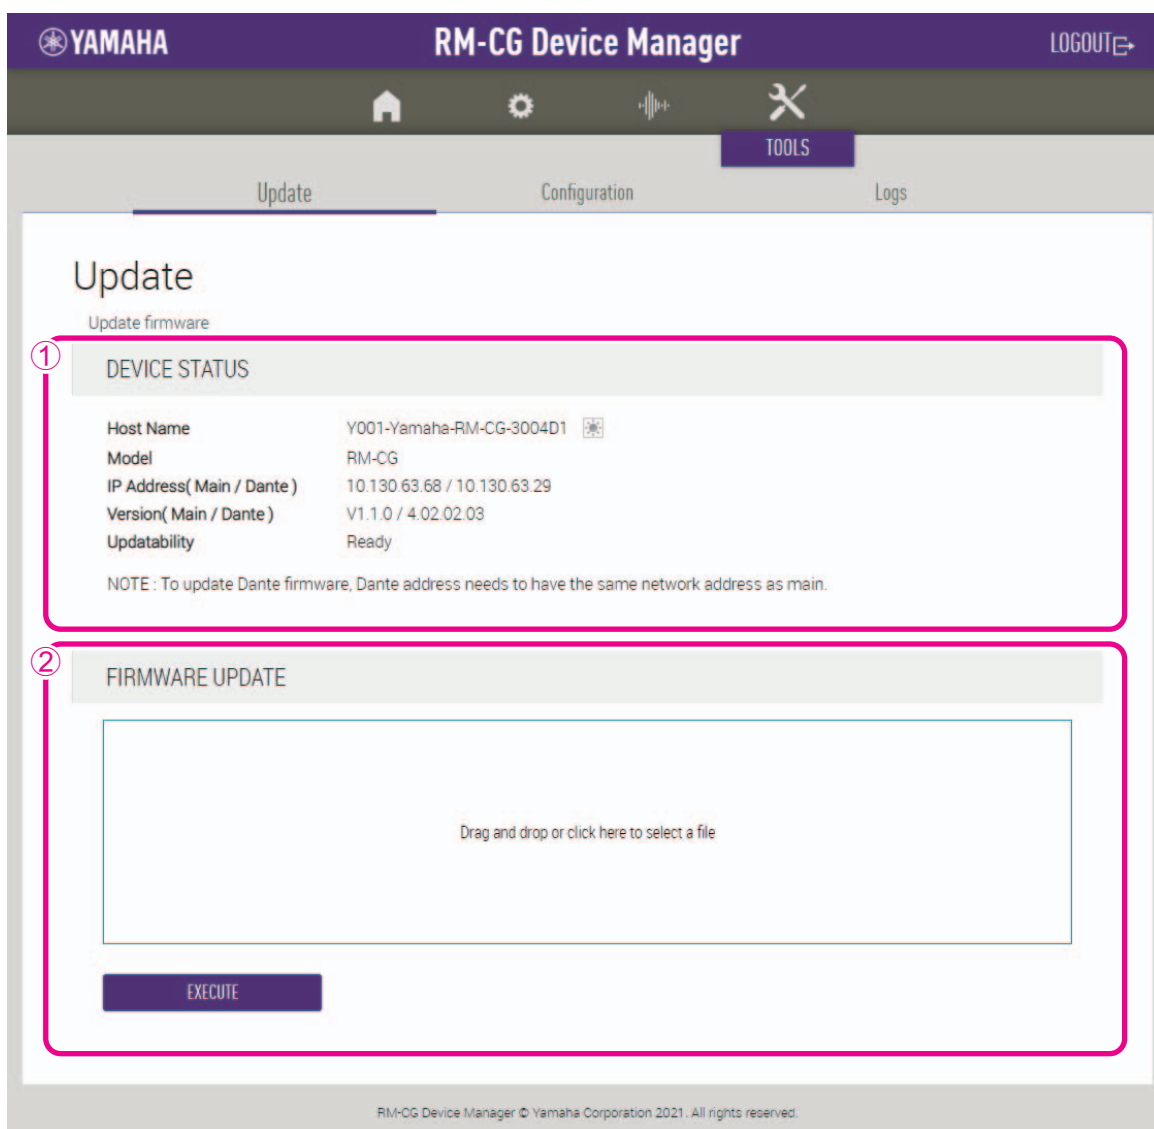 YAMAHA RM-CG Device Manager LOGOUT
TOOLS
Update Configuration Logs
Update
Update firmware
1
DEVICE STATUS
Host Name Y001-Yamaha-RM-CG-3004D1
Model RM-CG
IP Address( Main / Dante ) 10.130.63.68 / 10.130.63.29
Version( Main / Dante ) V1.1.0 / 4.02.02.03
Updatability Ready
NOTE : To update Dante firmware, Dante address needs to have the same network address as main.
2
FIRMWARE UPDATE
Drag and drop or click here to select a file
EXECUTE
RM-CG Device Manager © Yamaha Corporation 2021. All rights reserved.